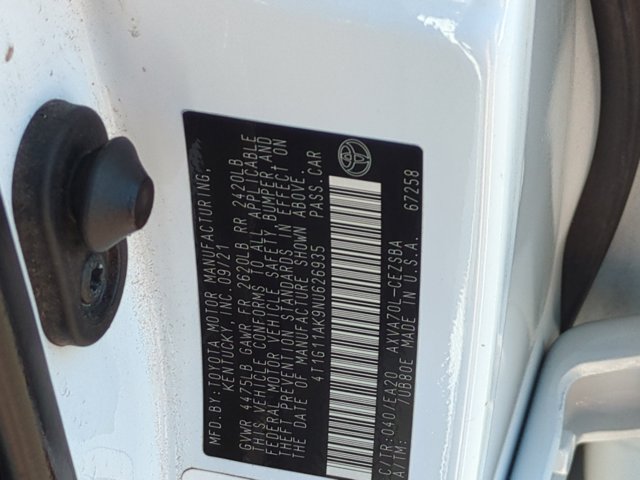 MFD.BY:TOYOTA MOTOR MANUFACTURING,
KENTUCKY, INC. 09/21
GVWR 4475LB GAWR FR 2620LB RR 2420LB
THIS VEHICLE CONFORMS TO ALL APPLICABLE
FEDERAL MOTOR VEHICLE SAFETY, BUMPER AND
THEFT PREVENTION STANDARDS IN EFFECT ON
THE DATE OF MANUFACTURE SHOWN ABOVE.
4T1G11AK9NU626935 PASS.CAR
C/TR:040/EA20 AXVA70L-CEZSBA 67258
A/TM: /UB80E MADE IN U.S.A.